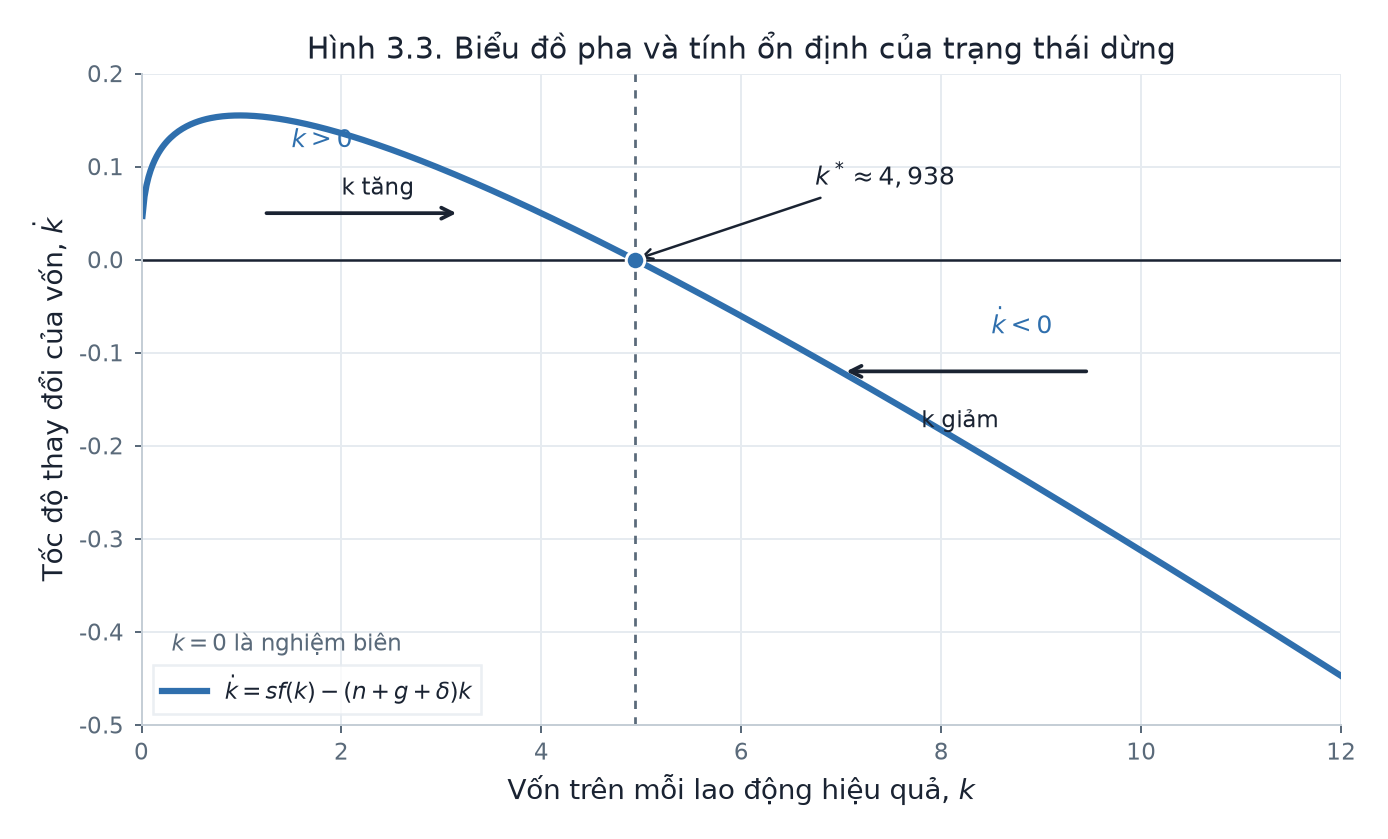 Hình 3.3. Biểu đồ pha và tính ổn định của trạng thái dừng
Tốc độ thay đổi của vốn, k̇
0.2
0.1
0.0
-0.1
-0.2
-0.3
-0.4
-0.5
k̇ > 0
k tăng
k* ≈ 4,938
k̇ < 0
k giảm
k = 0 là nghiệm biên
k̇ = sf(k) − (n + g + δ)k
0 2 4 6 8 10 12
Vốn trên mỗi lao động hiệu quả, k